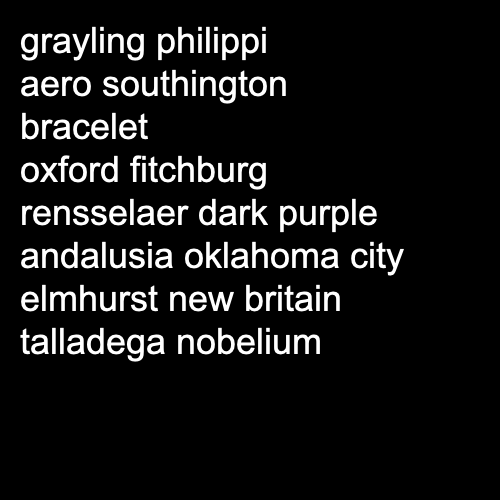 grayling philippi
aero southington
bracelet
oxford fitchburg
rensselaer dark purple
andalusia oklahoma city
elmhurst new britain
talladega nobelium